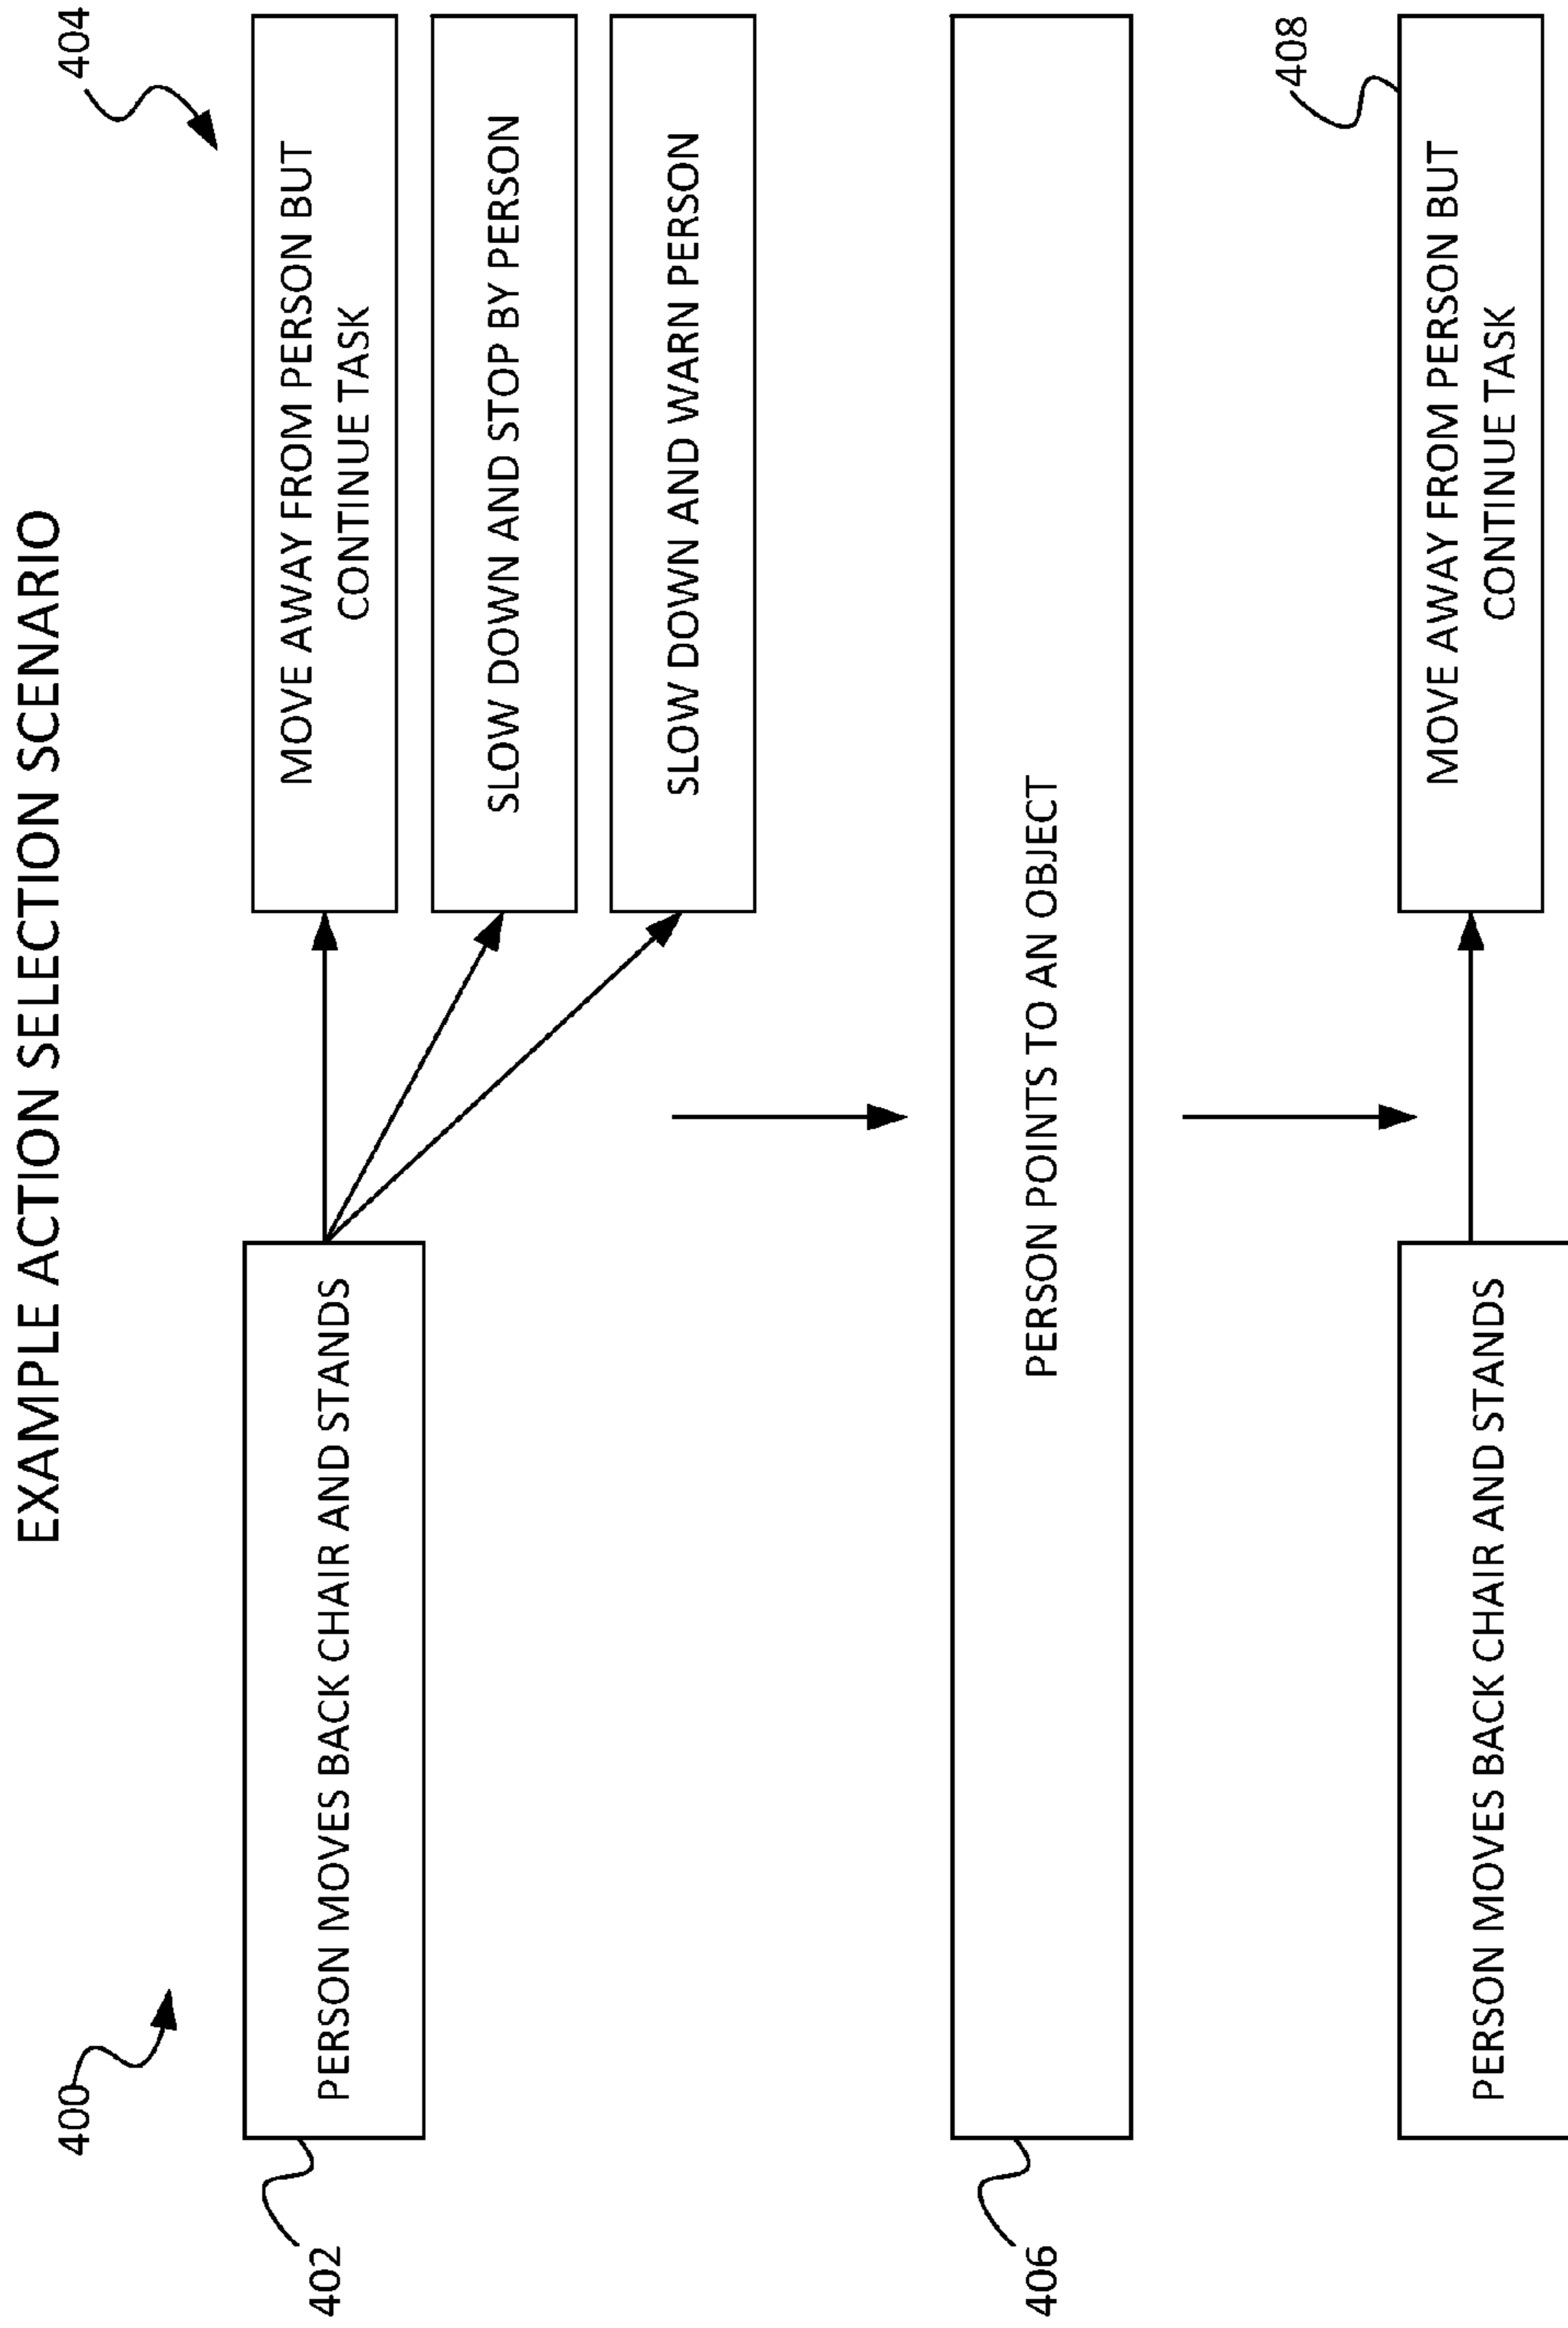 EXAMPLE ACTION SELECTION SCENARIO
400
404
402
PERSON MOVES BACK CHAIR AND STANDS
MOVE AWAY FROM PERSON BUT
CONTINUE TASK
SLOW DOWN AND STOP BY PERSON
SLOW DOWN AND WARN PERSON
406
PERSON POINTS TO AN OBJECT
408
PERSON MOVES BACK CHAIR AND STANDS
MOVE AWAY FROM PERSON BUT
CONTINUE TASK